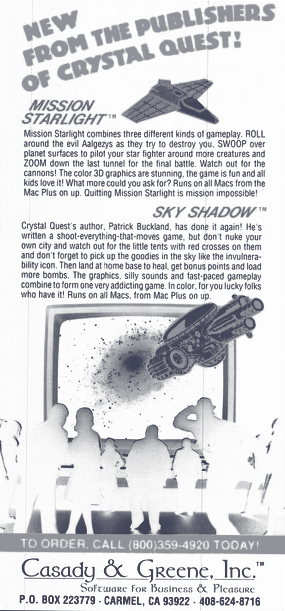 NEW
FROM THE PUBLISHERS
OF CRYSTAL QUEST!
MISSION
STARLIGHT™
Mission Starlight combines three different kinds of gameplay. ROLL
around the evil Aalgezys as they try to destroy you, SWOOP over
planet surfaces to pilot your star fighter around more creatures and
ZOOM down the last tunnel for the final battle. Watch out for the
cannons! The color 3D graphics are stunning, the game is fun and all
kids love it! What more could you ask for? Runs on all Macs from the
Mac Plus on up. Quitting Mission Starlight is mission impossible!
SKY SHADOW™
Crystal Quest's author, Patrick Buckland, has done it again! He's
written a shoot-everything-that-moves game, but don't nuke your
own city and watch out for the little tents with red crosses on them
and don't forget to pick up the goodies in the sky like the invulnera-
bility icon. Then land at home base to heal, get bonus points and load
more bombs. The graphics, silly sounds and fast-paced gameplay
combine to form one very addicting game. In color, for you lucky folks
who have it! Runs on all Macs, from Mac Plus on up.
TO ORDER, CALL (800)359-4920 TODAY!
Casady & Greene, Inc.™
Software for Business & Pleasure
P.O. BOX 223779 · CARMEL, CA 93922 · 408-624-8716